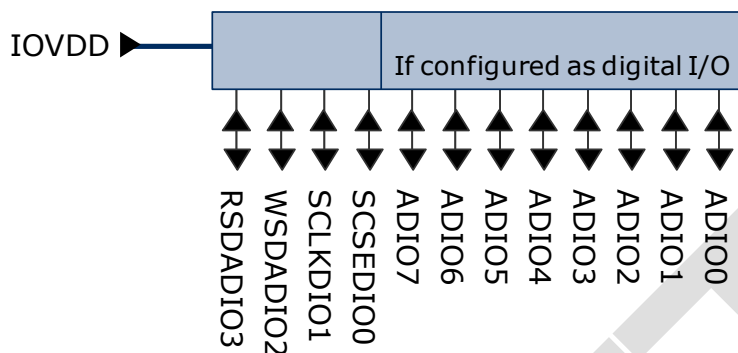 IOVDD
If configured as digital I/O
RSDADIO3
WSDADIO2
SCLKDIO1
SCSEDIO0
ADIO7
ADIO6
ADIO5
ADIO4
ADIO3
ADIO2
ADIO1
ADIO0